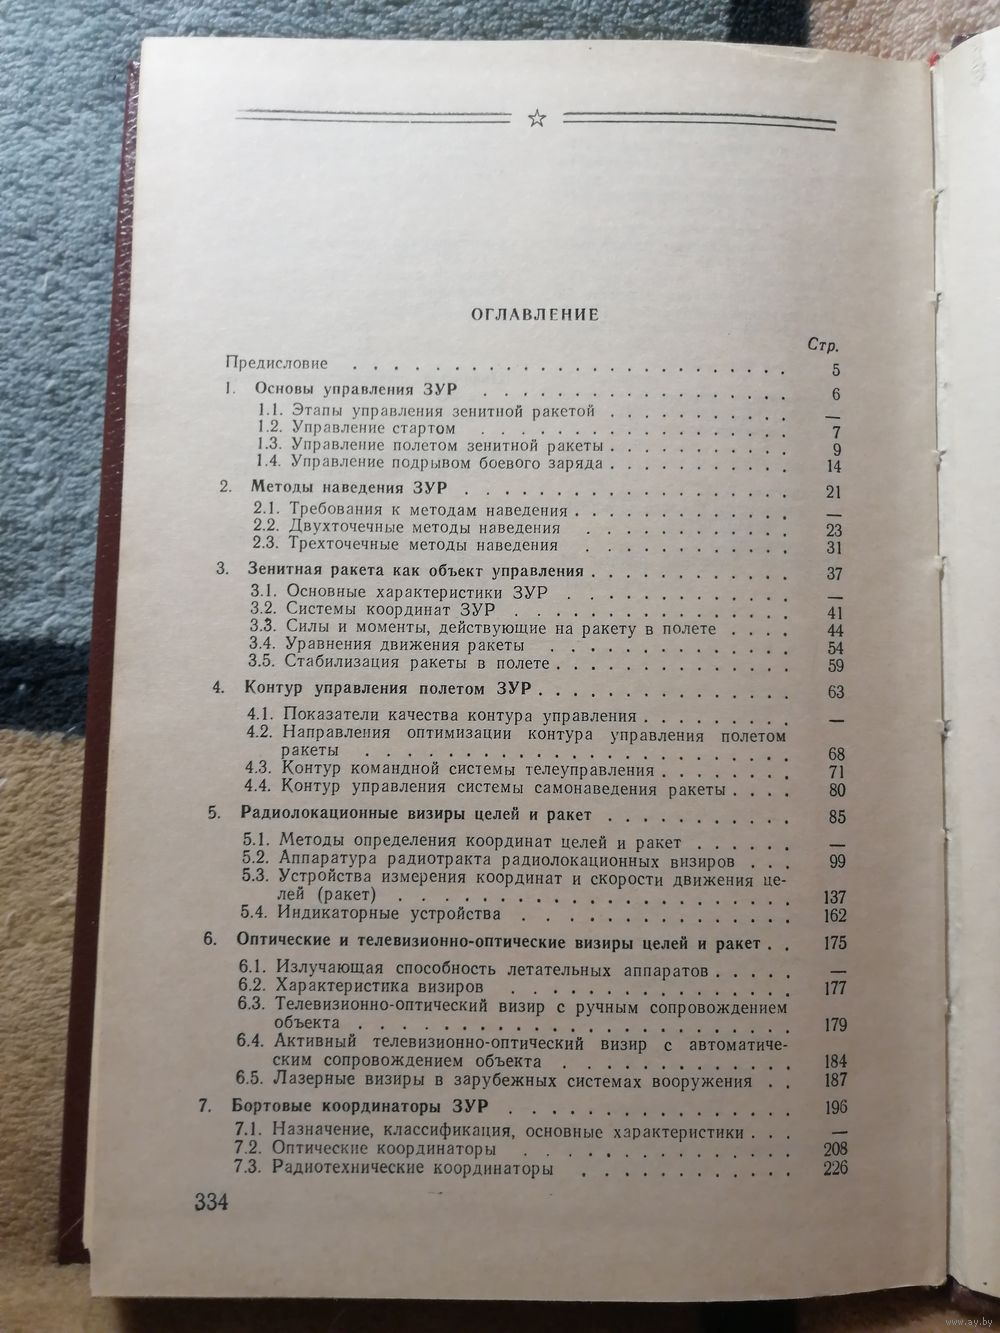 ОГЛАВЛЕНИЕ
Стр.
Предисловие . . . . . . . . . . . . . . . . . . . . . 5
1. Основы управления ЗУР . . . . . . . . . . . . . . . 6
1.1. Этапы управления зенитной ракетой . . . . . . . . . —
1.2. Управление стартом . . . . . . . . . . . . . . . 7
1.3. Управление полетом зенитной ракеты . . . . . . . . . 9
1.4. Управление подрывом боевого заряда . . . . . . . . . 14
2. Методы наведения ЗУР . . . . . . . . . . . . . . . . 21
2.1. Требования к методам наведения . . . . . . . . . . . —
2.2. Двухточечные методы наведения . . . . . . . . . . 23
2.3. Трехточечные методы наведения . . . . . . . . . . 31
3. Зенитная ракета как объект управления . . . . . . . . . . 37
3.1. Основные характеристики ЗУР . . . . . . . . . . . —
3.2. Системы координат ЗУР . . . . . . . . . . . . . 41
3.3. Силы и моменты, действующие на ракету в полете . . . . 44
3.4. Уравнения движения ракеты . . . . . . . . . . . . 54
3.5. Стабилизация ракеты в полете . . . . . . . . . . . . 59
4. Контур управления полетом ЗУР . . . . . . . . . . . . . 63
4.1. Показатели качества контура управления . . . . . . . . —
4.2. Направления оптимизации контура управления полетом
ракеты . . . . . . . . . . . . . . . . . . . . . 68
4.3. Контур командной системы телеуправления . . . . . . . 71
4.4. Контур управления системы самонаведения ракеты . . . . 80
5. Радиолокационные визиры целей и ракет . . . . . . . . . . 85
5.1. Методы определения координат целей и ракет . . . . . . —
5.2. Аппаратура радиотракта радиолокационных визиров . . . 99
5.3. Устройства измерения координат и скорости движения це-
лей (ракет) . . . . . . . . . . . . . . . . . . . 137
5.4. Индикаторные устройства . . . . . . . . . . . . . 162
6. Оптические и телевизионно-оптические визиры целей и ракет . . 175
6.1. Излучающая способность летательных аппаратов . . . . . —
6.2. Характеристика визиров . . . . . . . . . . . . . . 177
6.3. Телевизионно-оптический визир с ручным сопровождением
объекта . . . . . . . . . . . . . . . . . . . . . 179
6.4. Активный телевизионно-оптический визир с автоматиче-
ским сопровождением объекта . . . . . . . . . . . 184
6.5. Лазерные визиры в зарубежных системах вооружения . . 187
7. Бортовые координаторы ЗУР . . . . . . . . . . . . . . 196
7.1. Назначение, классификация, основные характеристики . . . —
7.2. Оптические координаторы . . . . . . . . . . . . . 208
7.3. Радиотехнические координаторы . . . . . . . . . . 226
334
www.ay.by